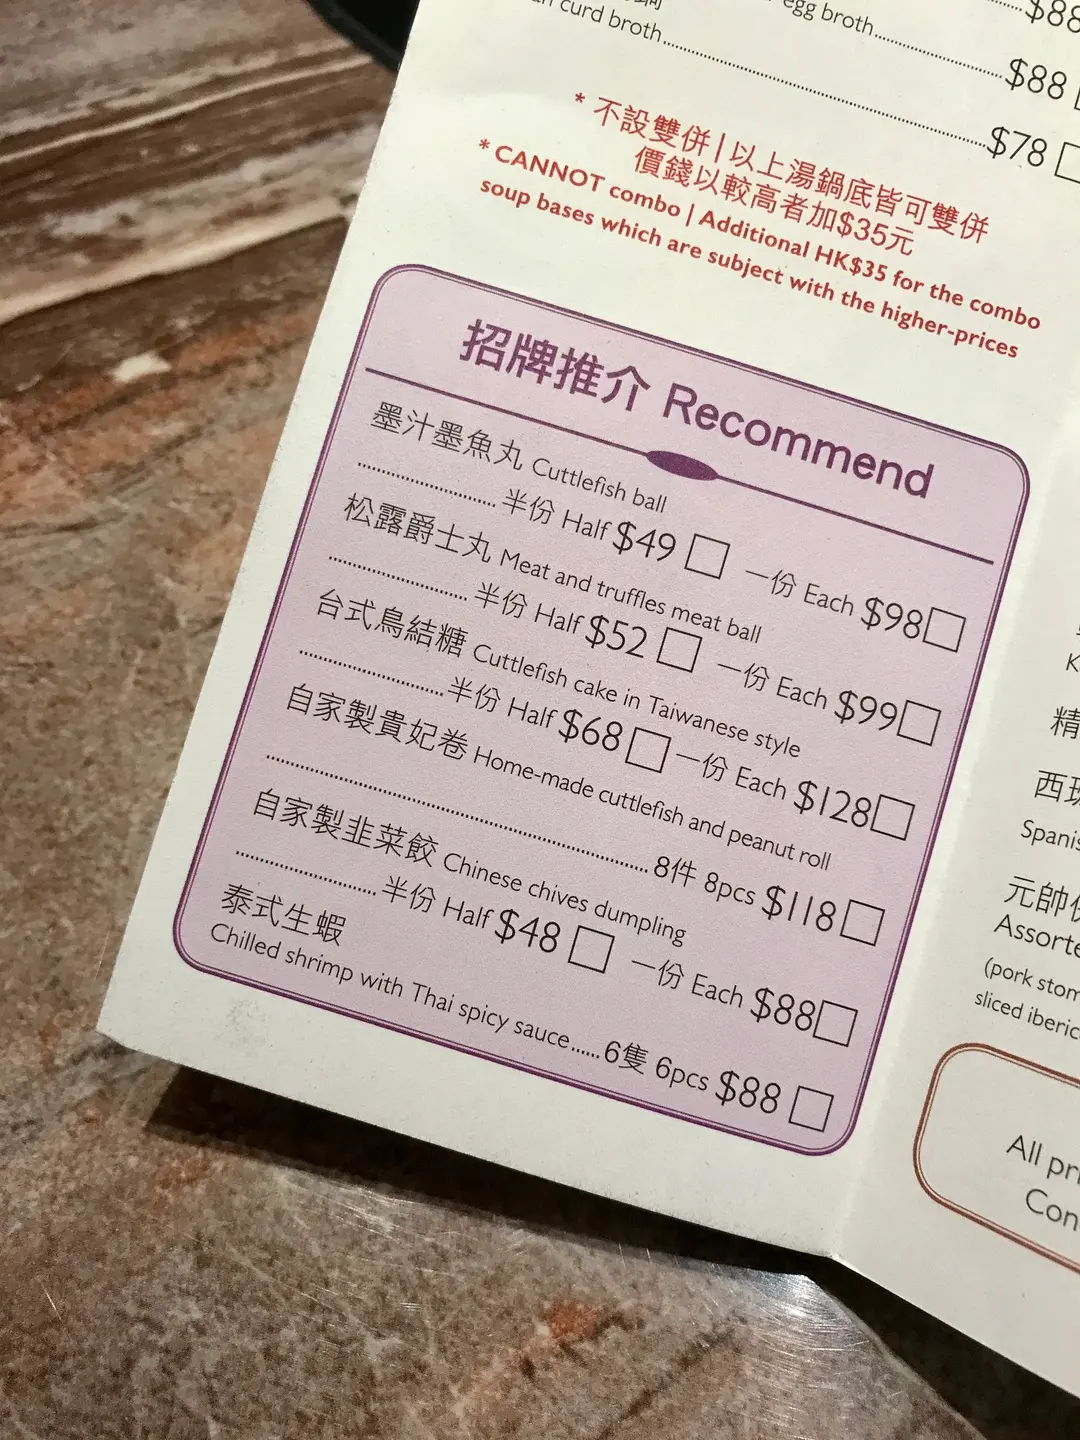 egg broth.......... $88
curd broth.......... $88
$78
* 不設雙併 | 以上湯鍋底皆可雙併
價錢以較高者加$35元
* CANNOT combo | Additional HK$35 for the combo
soup bases which are subject with the higher-prices
招牌推介 Recommend
墨汁墨魚丸 Cuttlefish ball
.......... 半份 Half $49 □ 一份 Each $98 □
松露爵士丸 Meat and truffles meat ball
.......... 半份 Half $52 □ 一份 Each $99 □
台式鳥結糖 Cuttlefish cake in Taiwanese style
.......... 半份 Half $68 □ 一份 Each $128 □
自家製貴妃卷 Home-made cuttlefish and peanut roll
.......... 8件 8pcs $118 □
自家製韭菜餃 Chinese chives dumpling
.......... 半份 Half $48 □ 一份 Each $88 □
泰式生蝦
Chilled shrimp with Thai spicy sauce...... 6隻 6pcs $88 □
精
西班
Spanis
元帥
Assorte
(pork stom
sliced iberic
All pri
Con